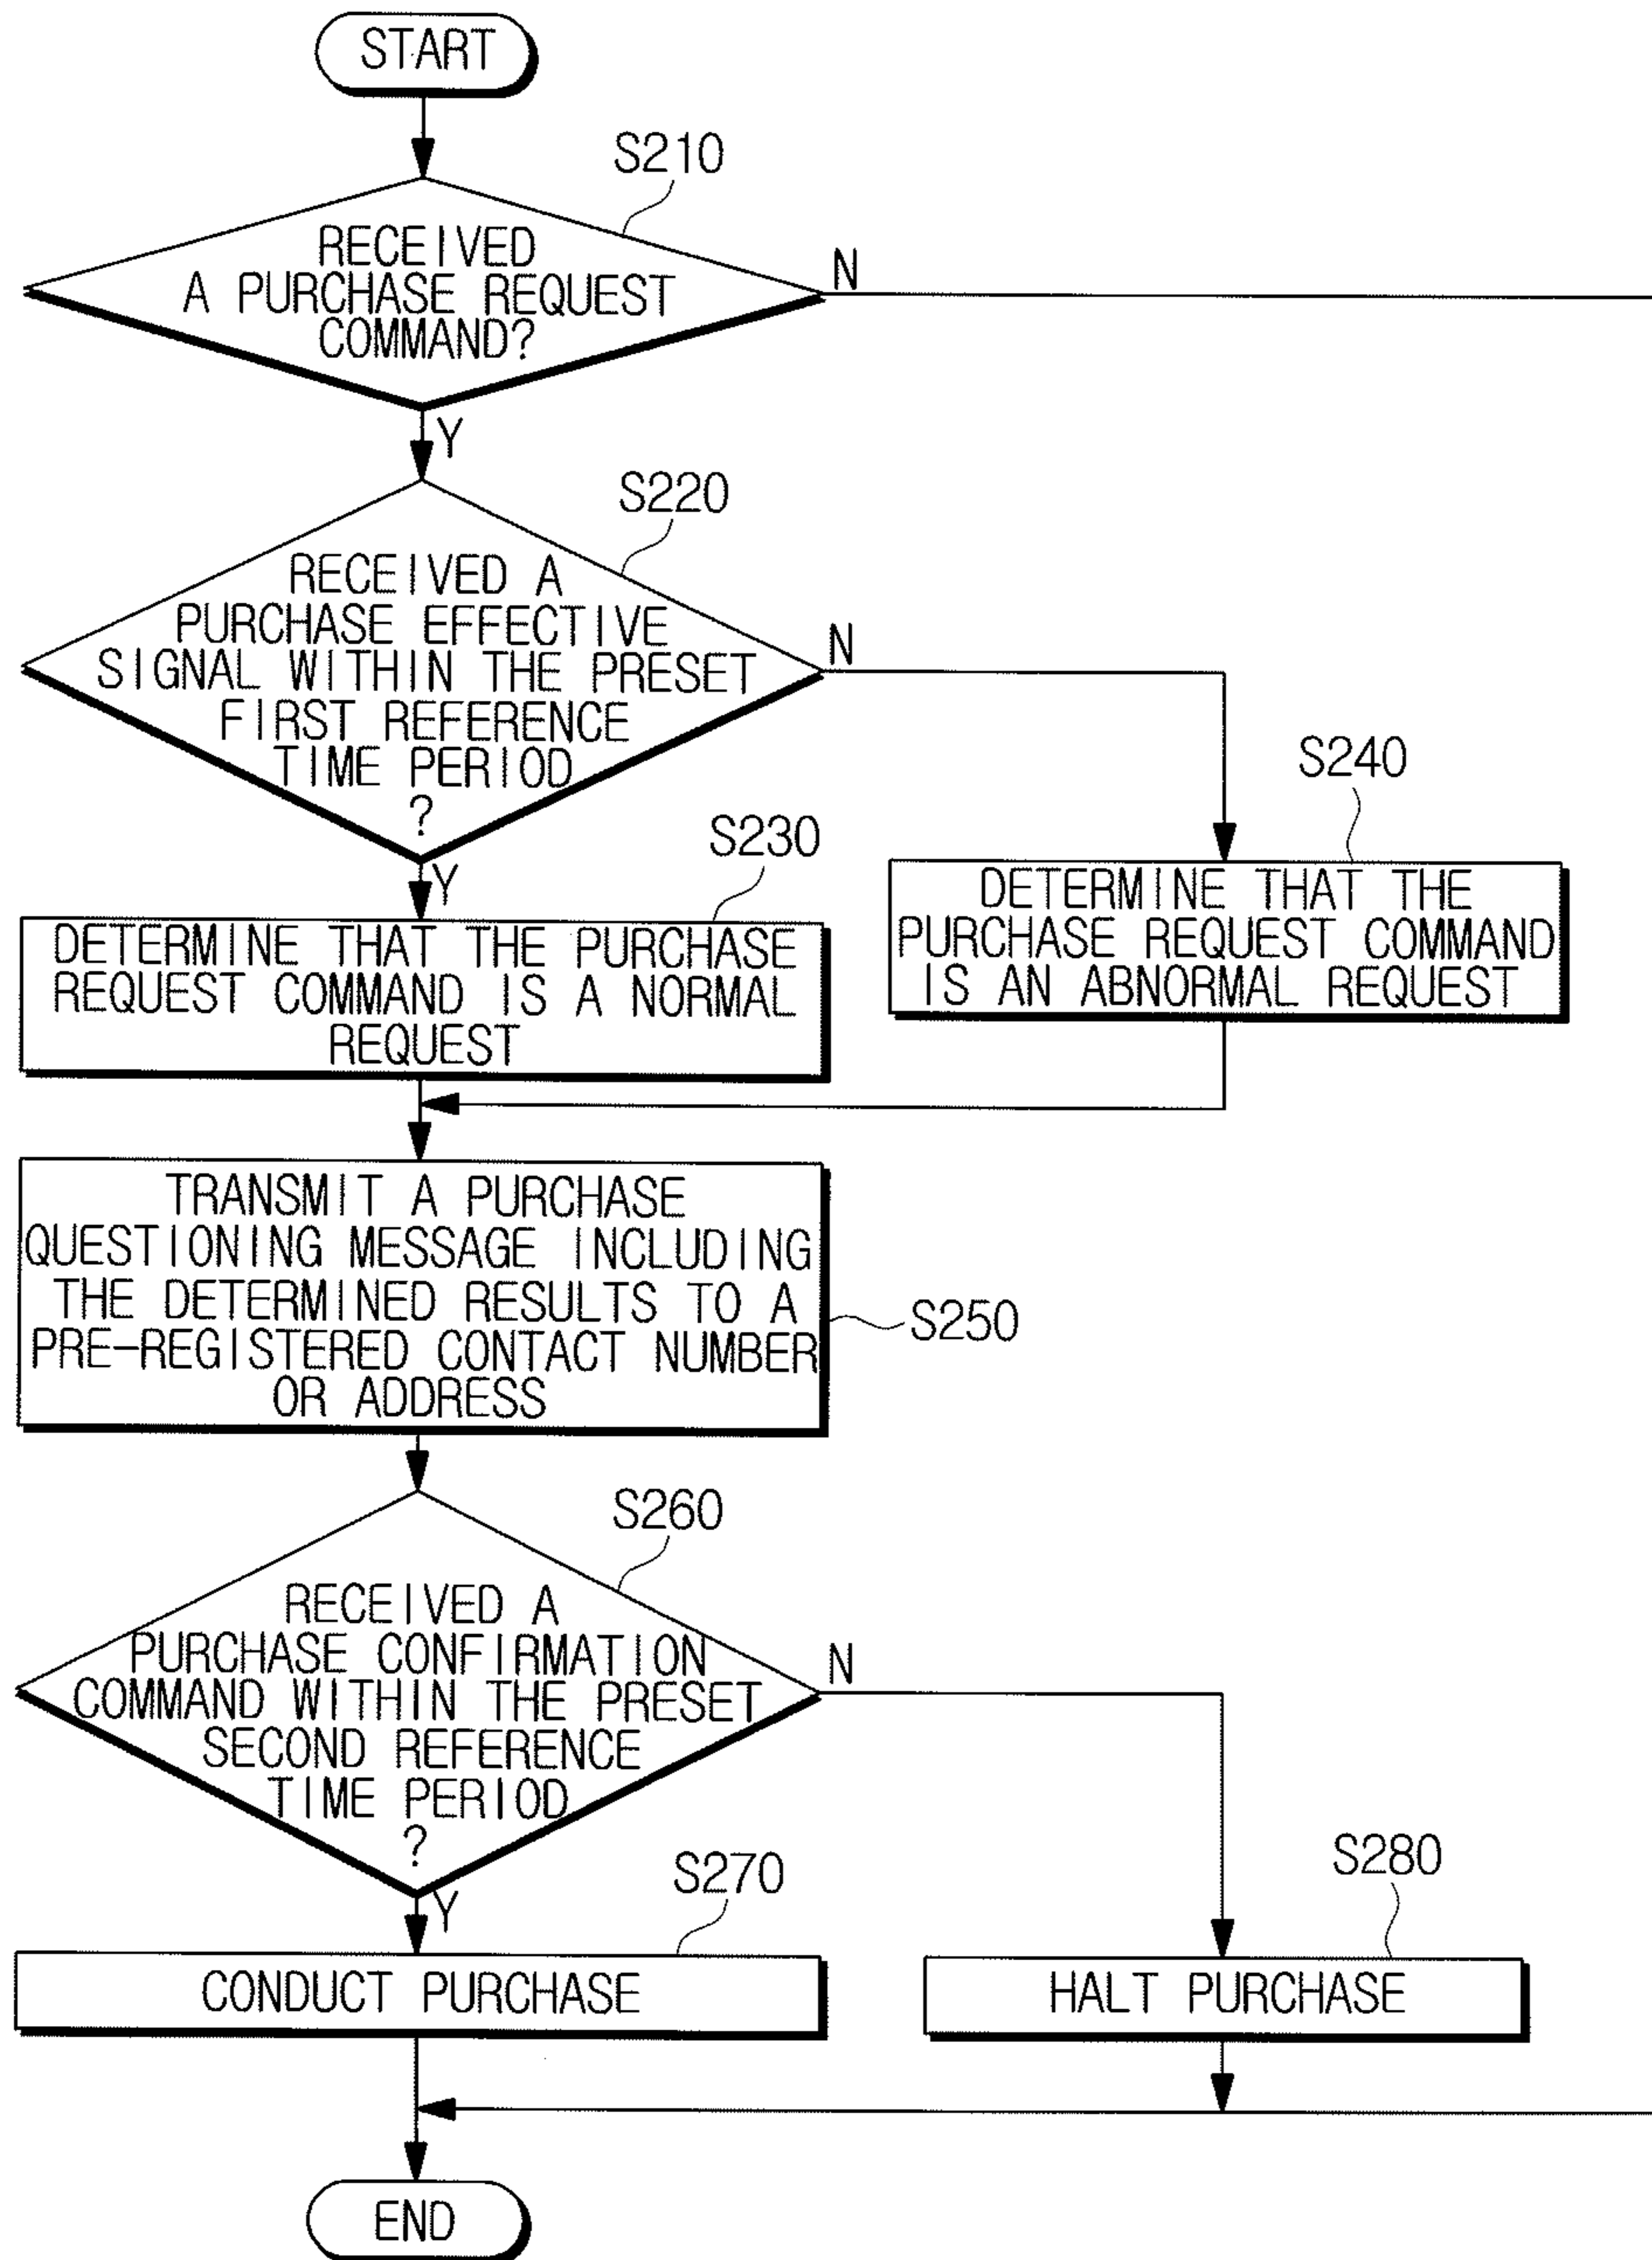 START
S210
RECEIVED
A PURCHASE REQUEST
COMMAND?
N
Y
S220
RECEIVED A
PURCHASE EFFECTIVE
SIGNAL WITHIN THE PRESET
FIRST REFERENCE
TIME PERIOD
?
N
Y
S230
DETERMINE THAT THE PURCHASE
REQUEST COMMAND IS A NORMAL
REQUEST
S240
DETERMINE THAT THE
PURCHASE REQUEST COMMAND
IS AN ABNORMAL REQUEST
TRANSMIT A PURCHASE
QUESTIONING MESSAGE INCLUDING
THE DETERMINED RESULTS TO A
PRE-REGISTERED CONTACT NUMBER
OR ADDRESS
S250
S260
RECEIVED A
PURCHASE CONFIRMATION
COMMAND WITHIN THE PRESET
SECOND REFERENCE
TIME PERIOD
?
N
Y
S270
CONDUCT PURCHASE
S280
HALT PURCHASE
END